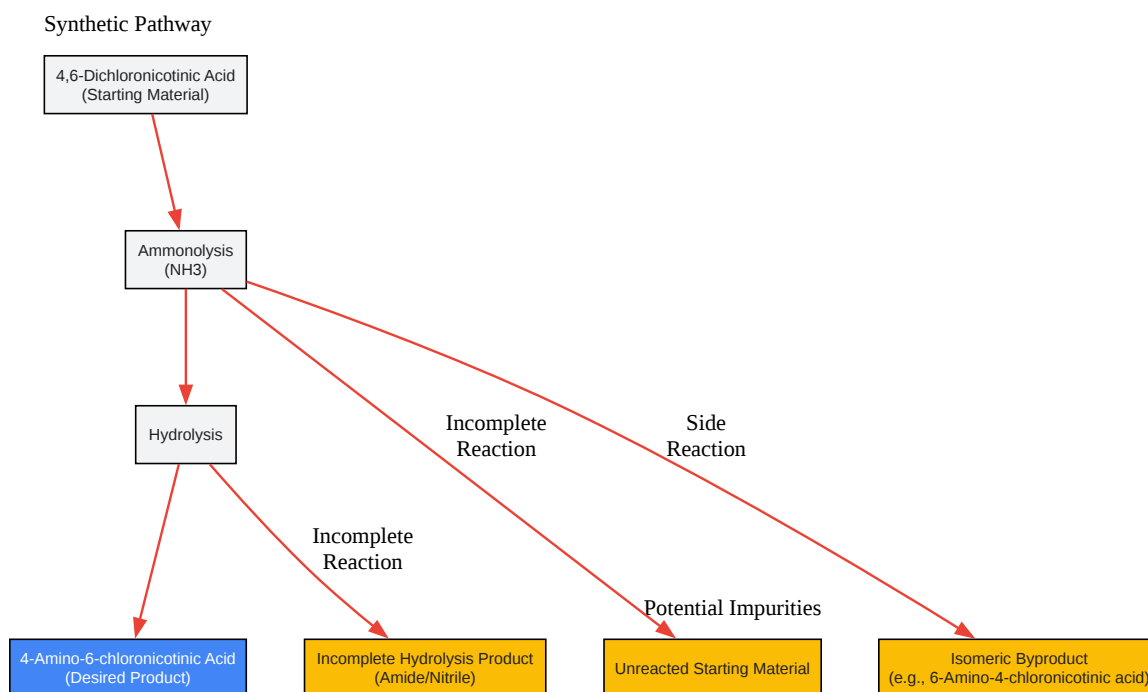 Synthetic Pathway
4,6-Dichloronicotinic Acid
(Starting Material)
Ammonolysis
(NH3)
Hydrolysis
Incomplete
Reaction
Side
Reaction
Incomplete
Reaction
Potential Impurities
4-Amino-6-chloronicotinic Acid
(Desired Product)
Incomplete Hydrolysis Product
(Amide/Nitrile)
Unreacted Starting Material
Isomeric Byproduct
(e.g., 6-Amino-4-chloronicotinic acid)